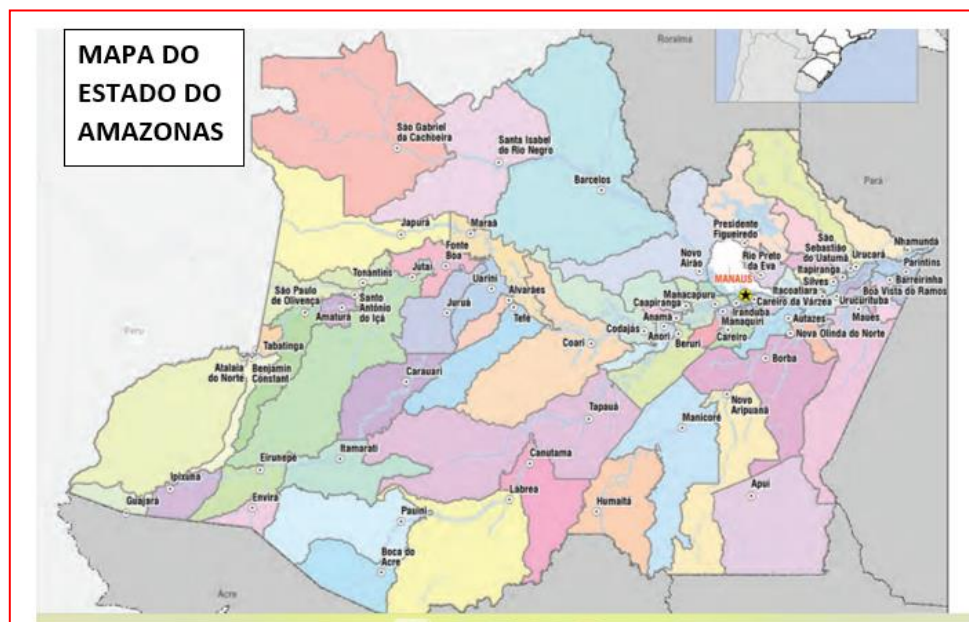 MAPA DO
ESTADO DO
AMAZONAS
Roraima
São Gabriel
da Cachoeira
Santa Isabel
do Rio Negro
Barcelos
Pará
Japurá
Maraã
Presidente
Figueiredo
São
Sebastião
do Uatumã
Nhamundá
Urucará
Parintins
Fonte
Boa
Novo
Airão
Rio Preto
da Eva
Itapiranga
Barreirinha
Tonantins
Jutaí
Uarini
MANAUS
Silves
Boa Vista do Ramos
São Paulo
de Olivença
Santo
Antônio
do Içá
Alvarães
Itacoatiara
Urucurituba
Manacapuru
Careiro da Várzea
Caapiranga
Iranduba
Maués
Juruá
Tefé
Amaturá
Anamã
Manaquiri
Autazes
Peru
Codajás
Anori
Careiro
Nova Olinda do Norte
Tabatinga
Coari
Beruri
Borba
Atalaia
do Norte
Benjamin
Constant
Carauari
Novo
Aripuanã
Tapauá
Manicoré
Itamarati
Canutama
Eirunepé
Ipixuna
Apuí
Guajará
Envira
Lábrea
Humaitá
Pauini
Boca do
Acre
Acre